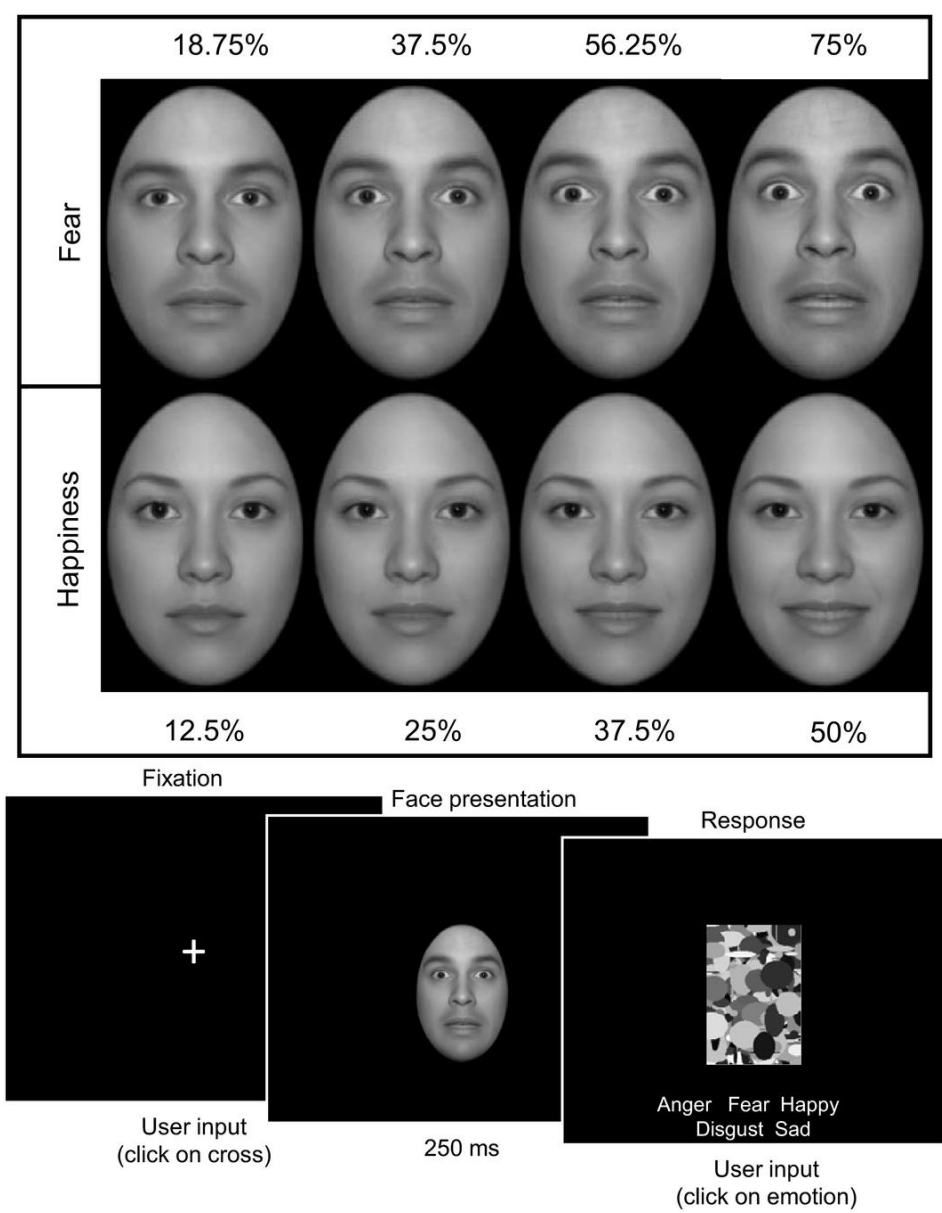 18.75% 37.5% 56.25% 75%
Fear
Happiness
12.5% 25% 37.5% 50%
Fixation
Face presentation
Response
Anger Fear Happy
Disgust Sad
User input
(click on cross)
250 ms
User input
(click on emotion)